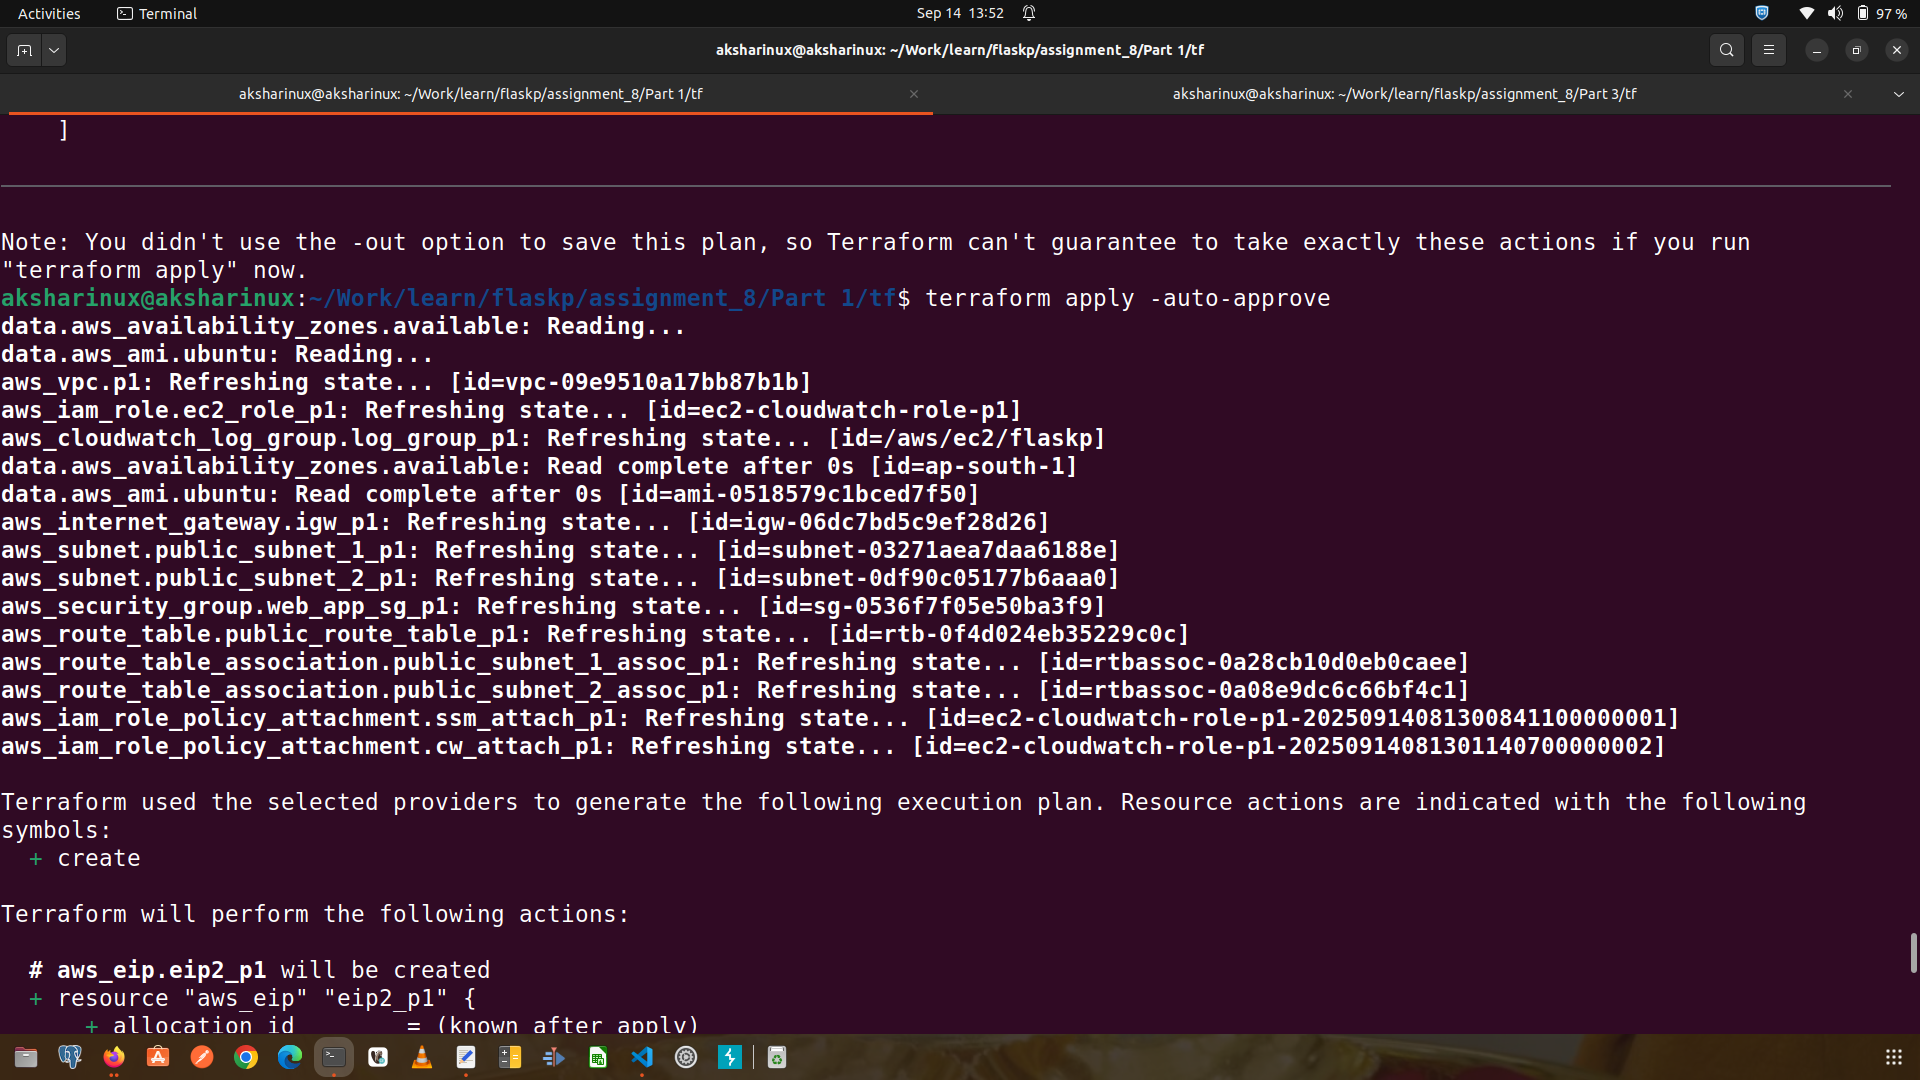 Activities
Terminal
Sep 14 13:52
97 %
aksharinux@aksharinux: ~/Work/learn/flaskp/assignment_8/Part 1/tf
aksharinux@aksharinux: ~/Work/learn/flaskp/assignment_8/Part 1/tf
aksharinux@aksharinux: ~/Work/learn/flaskp/assignment_8/Part 3/tf
]
Note: You didn't use the -out option to save this plan, so Terraform can't guarantee to take exactly these actions if you run
"terraform apply" now.
aksharinux@aksharinux:~/Work/learn/flaskp/assignment_8/Part 1/tf$ terraform apply -auto-approve
data.aws_availability_zones.available: Reading...
data.aws_ami.ubuntu: Reading...
aws_vpc.p1: Refreshing state... [id=vpc-09e9510a17bb87b1b]
aws_iam_role.ec2_role_p1: Refreshing state... [id=ec2-cloudwatch-role-p1]
aws_cloudwatch_log_group.log_group_p1: Refreshing state... [id=/aws/ec2/flaskp]
data.aws_availability_zones.available: Read complete after 0s [id=ap-south-1]
data.aws_ami.ubuntu: Read complete after 0s [id=ami-0518579c1bced7f50]
aws_internet_gateway.igw_p1: Refreshing state... [id=igw-06dc7bd5c9ef28d26]
aws_subnet.public_subnet_1_p1: Refreshing state... [id=subnet-03271aea7daa6188e]
aws_subnet.public_subnet_2_p1: Refreshing state... [id=subnet-0df90c05177b6aaa0]
aws_security_group.web_app_sg_p1: Refreshing state... [id=sg-0536f7f05e50ba3f9]
aws_route_table.public_route_table_p1: Refreshing state... [id=rtb-0f4d024eb35229c0c]
aws_route_table_association.public_subnet_1_assoc_p1: Refreshing state... [id=rtbassoc-0a28cb10d0eb0caee]
aws_route_table_association.public_subnet_2_assoc_p1: Refreshing state... [id=rtbassoc-0a08e9dc6c66bf4c1]
aws_iam_role_policy_attachment.ssm_attach_p1: Refreshing state... [id=ec2-cloudwatch-role-p1-20250914081300841100000001]
aws_iam_role_policy_attachment.cw_attach_p1: Refreshing state... [id=ec2-cloudwatch-role-p1-20250914081301140700000002]
Terraform used the selected providers to generate the following execution plan. Resource actions are indicated with the following
symbols:
+ create
Terraform will perform the following actions:
# aws_eip.eip2_p1 will be created
+ resource "aws_eip" "eip2_p1" {
+ allocation_id = (known after apply)